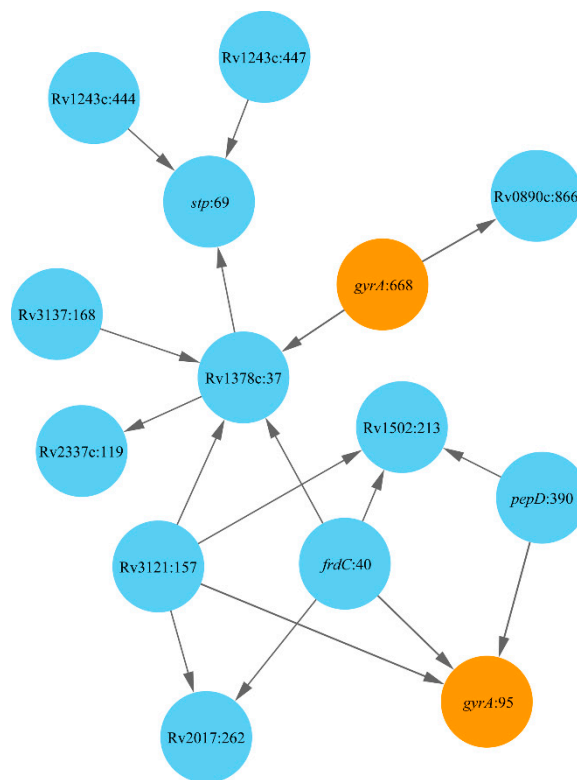 Rv1243c:447
Rv1243c:444
stp:69
Rv0890c:866
gyrA:668
Rv3137:168
Rv1378c:37
Rv1502:213
Rv2337c:119
pepD:390
Rv3121:157
frdC:40
gyrA:95
Rv2017:262